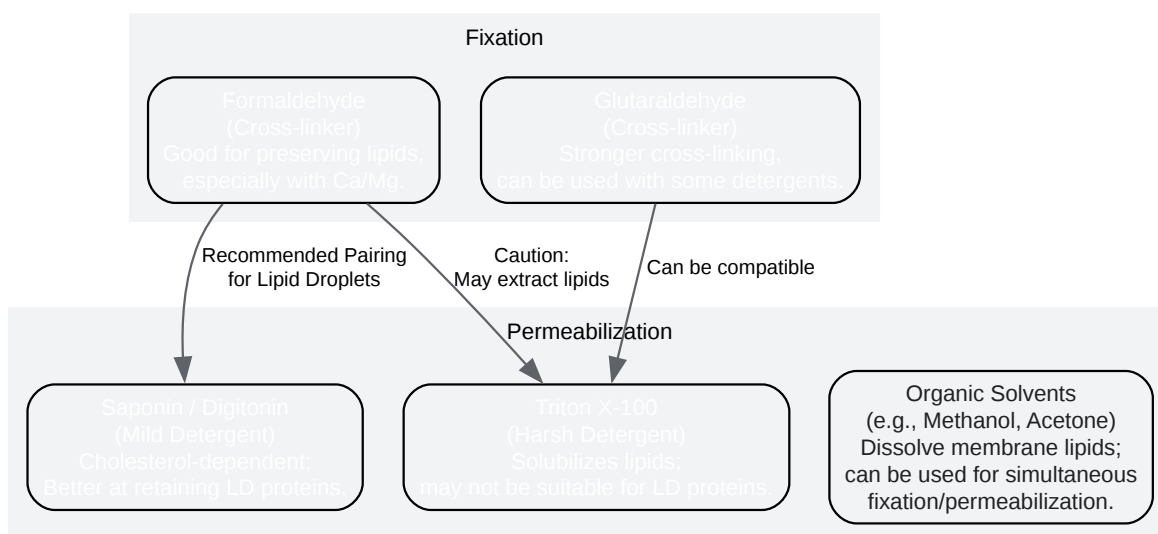 Fixation
Formaldehyde
(Cross-linker)
Good for preserving lipids,
especially with Ca/Mg.
Glutaraldehyde
(Cross-linker)
Stronger cross-linking,
can be used with some detergents.
Recommended Pairing
for Lipid Droplets
Caution:
May extract lipids
Can be compatible
Permeabilization
Saponin / Digitonin
(Mild Detergent)
Cholesterol-dependent;
Better at retaining LD proteins.
Triton X-100
(Harsh Detergent)
Solubilizes lipids;
may not be suitable for LD proteins.
Organic Solvents
(e.g., Methanol, Acetone)
Dissolve membrane lipids;
can be used for simultaneous
fixation/permeabilization.